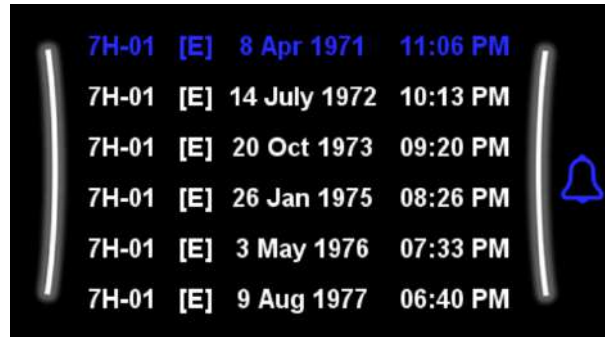 7H-01 [E] 8 Apr 1971 11:06 PM
7H-01 [E] 14 July 1972 10:13 PM
7H-01 [E] 20 Oct 1973 09:20 PM
7H-01 [E] 26 Jan 1975 08:26 PM
7H-01 [E] 3 May 1976 07:33 PM
7H-01 [E] 9 Aug 1977 06:40 PM